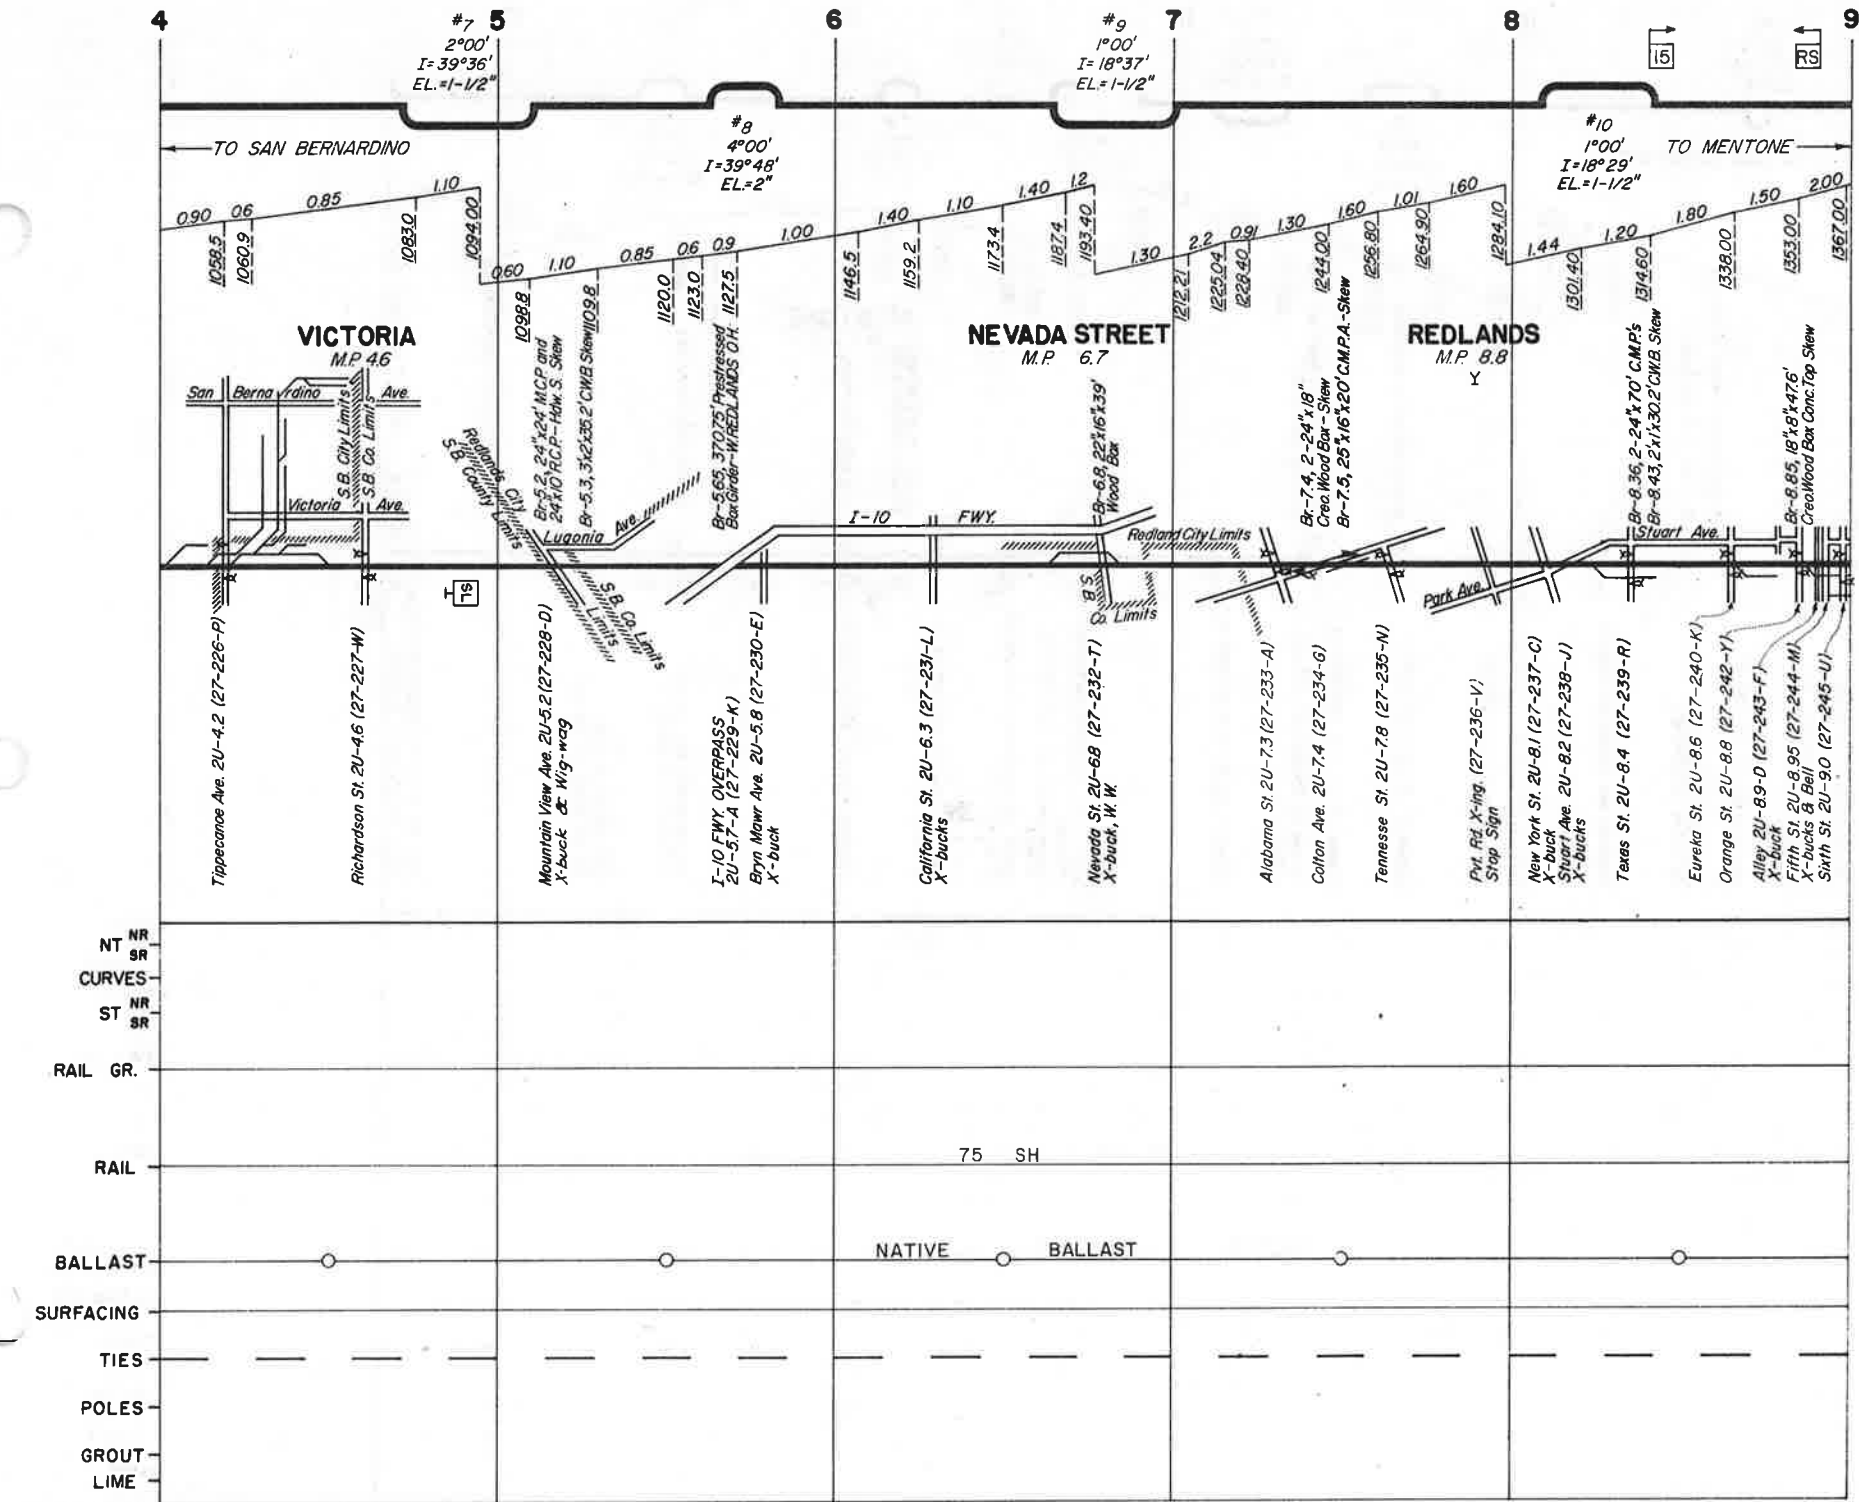 4 5 6 7 8 9
#7
2°00'
I=39°36'
EL.=1-1/2"
#8
4°00'
I=39°48'
EL.=2"
#9
1°00'
I=18°37'
EL.=1-1/2"
#10
1°00'
I=18°29'
EL.=1-1/2"
15
RS
TO SAN BERNARDINO
TO MENTONE
0.90 0.6 0.85 1.10
0.60 1.10 0.85 0.6 0.9 1.00 1.40 1.10 1.40 1.2
1.30 2.2 0.91 1.30 1.60 1.01 1.60
1.44 1.20 1.80 1.50 2.00
1058.5
1060.9
1083.0
1094.00
1098.8
1109.8
1120.0
1123.0
1127.5
1146.5
1159.2
1173.4
1187.4
1193.40
1212.21
1225.04
1228.40
1244.00
1256.80
1264.90
1284.10
1301.40
1314.60
1338.00
1353.00
1367.00
VICTORIA
M.P. 4.6
NEVADA STREET
M.P. 6.7
REDLANDS
M.P. 8.8
Y
San Bernardino Ave.
S.B. City Limits
S.B. Co. Limits
Victoria Ave.
Redlands City
S.B. County Limits
Br-5.2, 24"x24' M.C.P. and
24"x10' R.C.P.-Hdw. S. Skew
Br-5.3, 3'x2'x35.2' C.W.B. Skew
Lugonia Ave.
S.B. Co. Limits
Limits
Br-5.65, 370.75' Prestressed
Box Girder-W. REDLANDS O.H.
I-10 FWY.
Br-6.8, 22"x16"x39'
Wood Box
Redland City Limits
S B
Co. Limits
Br-7.4, 2-24"x18"
Creo. Wood Box-Skew
Br-7.5, 25"x16"x20' C.M.P.A.-Skew
Park Ave.
Br-8.36, 2-24"x70' C.M.P.'s
Br-8.43, 2'x1'x30.2' C.W.B. Skew
Stuart Ave.
Br-8.85, 18"x8"x47.6'
Creo. Wood Box Conc. Top Skew
SL
Tippecanoe Ave. 2U-4.2 (27-226-P)
Richardson St. 2U-4.6 (27-227-W)
Mountain View Ave. 2U-5.2 (27-228-D)
X-buck & Wig-wag
I-10 FWY. OVERPASS
2U-5.7-A (27-229-K)
Bryn Mawr Ave. 2U-5.8 (27-230-E)
X-buck
California St. 2U-6.3 (27-231-L)
X-bucks
Nevada St. 2U-6.8 (27-232-T)
X-buck, W.W.
Alabama St. 2U-7.3 (27-233-A)
Colton Ave. 2U-7.4 (27-234-G)
Tennesse St. 2U-7.8 (27-235-N)
Pvt. Rd. X-ing. (27-236-V)
Stop Sign
New York St. 2U-8.1 (27-237-C)
X-buck
Stuart Ave. 2U-8.2 (27-238-J)
X-bucks
Texas St. 2U-8.4 (27-239-R)
Eureka St. 2U-8.6 (27-240-K)
Orange St. 2U-8.8 (27-242-Y)
Alley 2U-8.9-D (27-243-F)
X-buck
Fifth St. 2U-8.95 (27-244-M)
X-bucks & Bell
Sixth St. 2U-9.0 (27-245-U)
NT NR
SR
CURVES
ST NR
SR
RAIL GR.
RAIL
75 SH
BALLAST
NATIVE BALLAST
SURFACING
TIES
POLES
GROUT
LIME